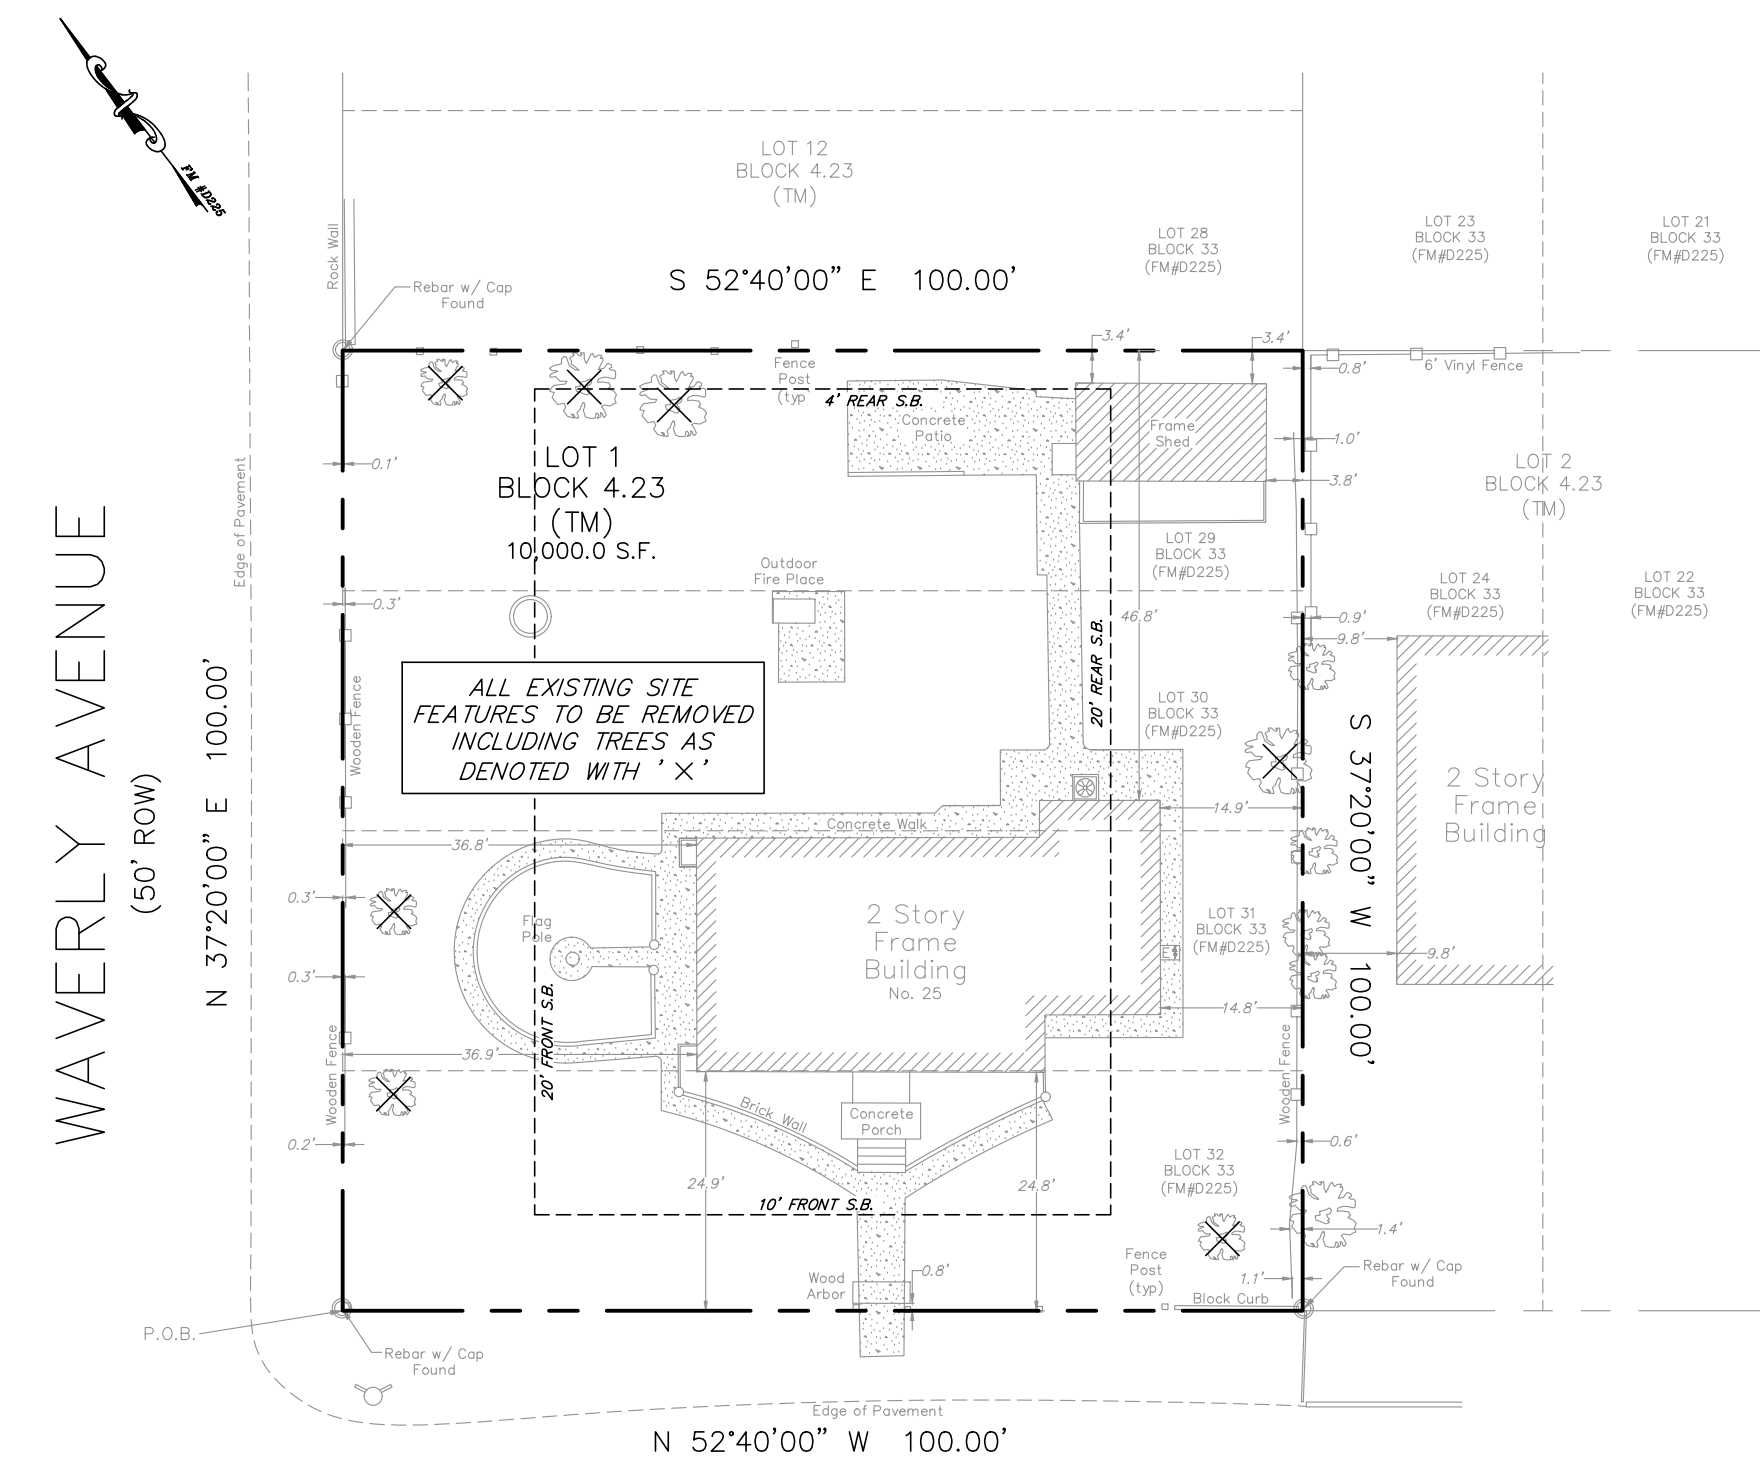 FM #D225
LOT 12
BLOCK 4.23
(TM)
LOT 28
BLOCK 33
(FM#D225)
LOT 23
BLOCK 33
(FM#D225)
LOT 21
BLOCK 33
(FM#D225)
Rock Wall
Rebar w/ Cap
Found
S 52°40'00" E 100.00'
3.4'
3.4'
Fence
Post
(typ
0.8'
6' Vinyl Fence
4' REAR S.B.
Concrete
Patio
Frame
Shed
1.0'
3.8'
0.1'
LOT 1
BLOCK 4.23
(TM)
10,000.0 S.F.
LOT 2
BLOCK 4.23
(TM)
Edge of Pavement
WAVERLY AVENUE
(50' ROW)
N 37°20'00" E 100.00'
LOT 29
BLOCK 33
(FM#D225)
Outdoor
Fire Place
LOT 24
BLOCK 33
(FM#D225)
LOT 22
BLOCK 33
(FM#D225)
0.3'
46.8'
0.9'
9.8'
20' REAR S.B.
Wooden Fence
ALL EXISTING SITE
FEATURES TO BE REMOVED
INCLUDING TREES AS
DENOTED WITH ' X '
LOT 30
BLOCK 33
(FM#D225)
S 37°20'00" W 100.00'
2 Story
Frame
Building
14.9'
Concrete Walk
36.8'
0.3'
Flag
Pole
2 Story
Frame
Building
No. 25
LOT 31
BLOCK 33
(FM#D225)
E
9.8'
0.3'
14.8'
20' FRONT S.B.
36.9'
Wooden Fence
Wooden Fence
Brick Wall
Concrete
Porch
0.2'
0.6'
LOT 32
BLOCK 33
(FM#D225)
24.9'
24.8'
10' FRONT S.B.
1.4'
Fence
Post
(typ)
Wood
Arbor
0.8'
1.1'
Rebar w/ Cap
Found
Block Curb
P.O.B.
Rebar w/ Cap
Found
Edge of Pavement
N 52°40'00" W 100.00'